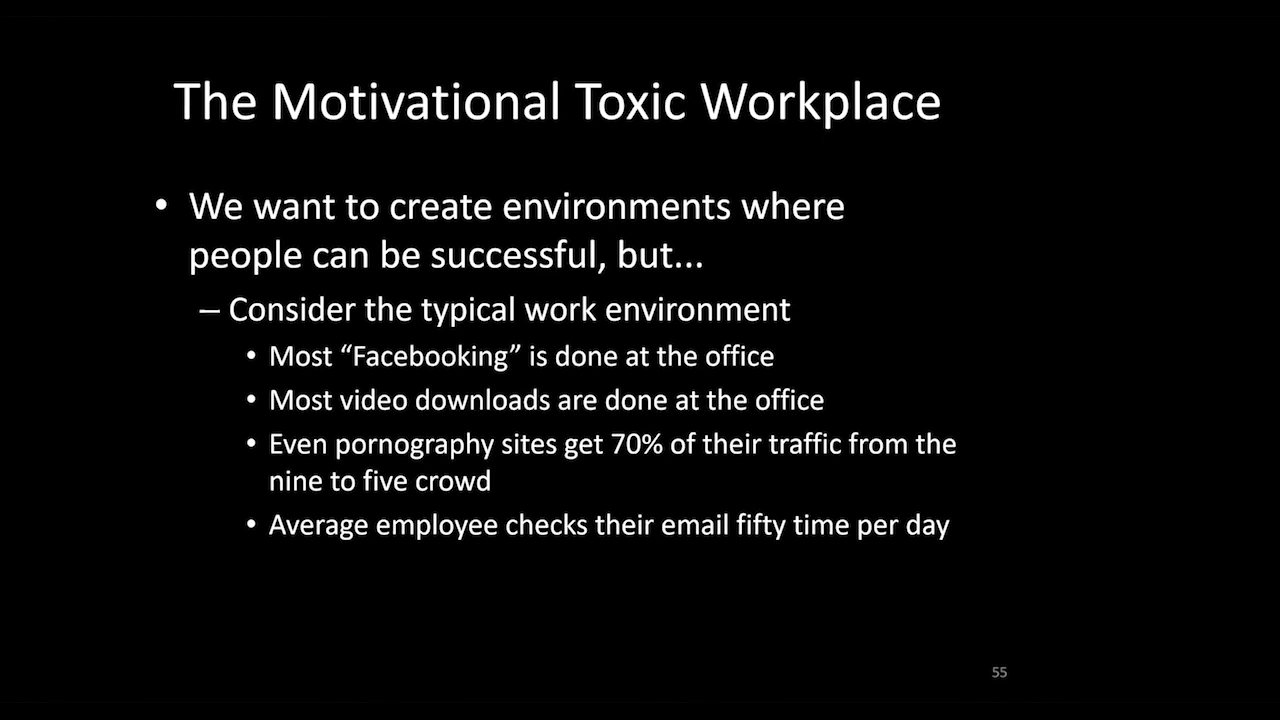 The Motivational Toxic Workplace
• We want to create environments where
people can be successful, but...
– Consider the typical work environment
• Most “Facebooking” is done at the office
• Most video downloads are done at the office
• Even pornography sites get 70% of their traffic from the
nine to five crowd
• Average employee checks their email fifty time per day
55